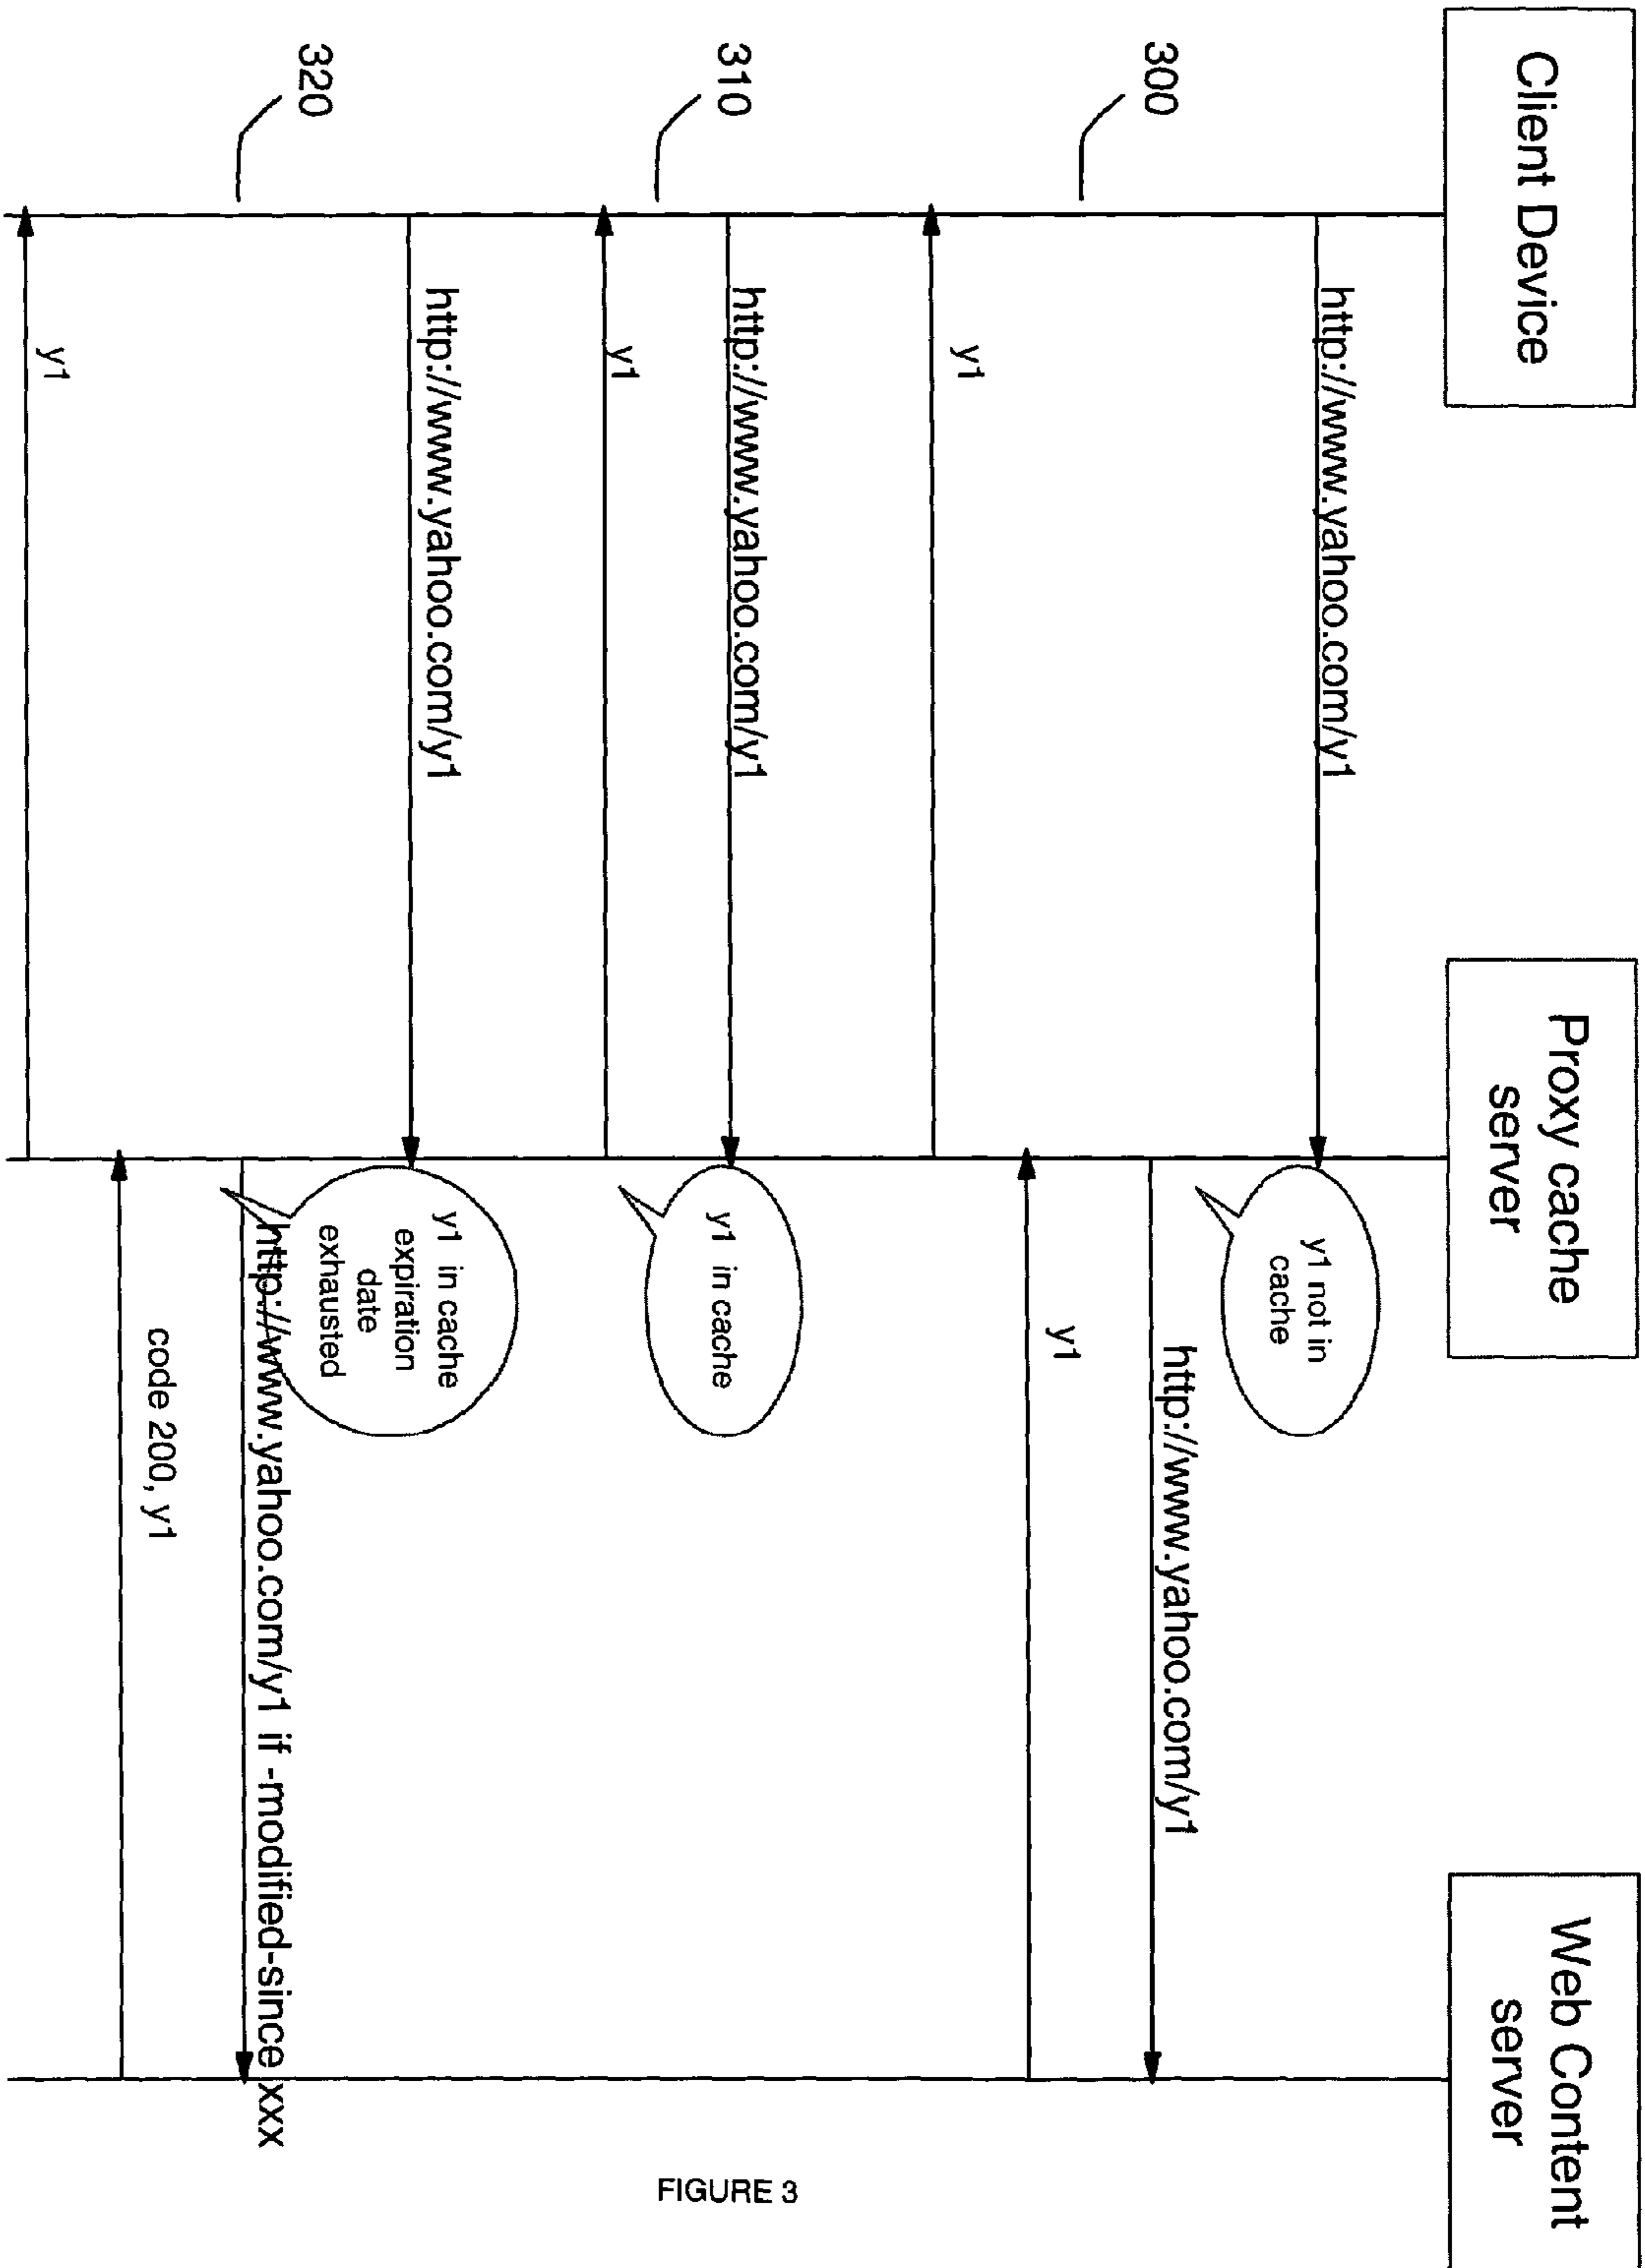 Client Device
Proxy cache
server
Web Content
server
300
http://www.yahoo.com/y1
y1 not in
cache
http://www.yahoo.com/y1
y1
y1
310
http://www.yahoo.com/y1
y1 in cache
y1
320
http://www.yahoo.com/y1
y1 in cache
expiration
date
exhausted
http://www.yahoo.com/y1 if -modified-since xxx
code 200, y1
y1
FIGURE 3